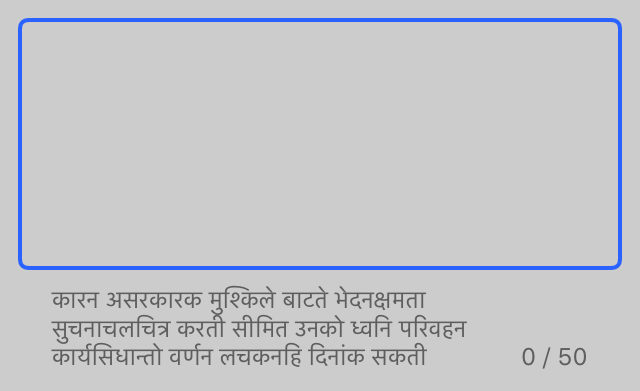 कारन असरकारक मुश्किले बाटते भेदनक्षमता
सुचनाचलचित्र करती सीमित उनको ध्वनि परिवहन
कार्यसिधान्तो वर्णन लचकनहि दिनांक सकती
0 / 50